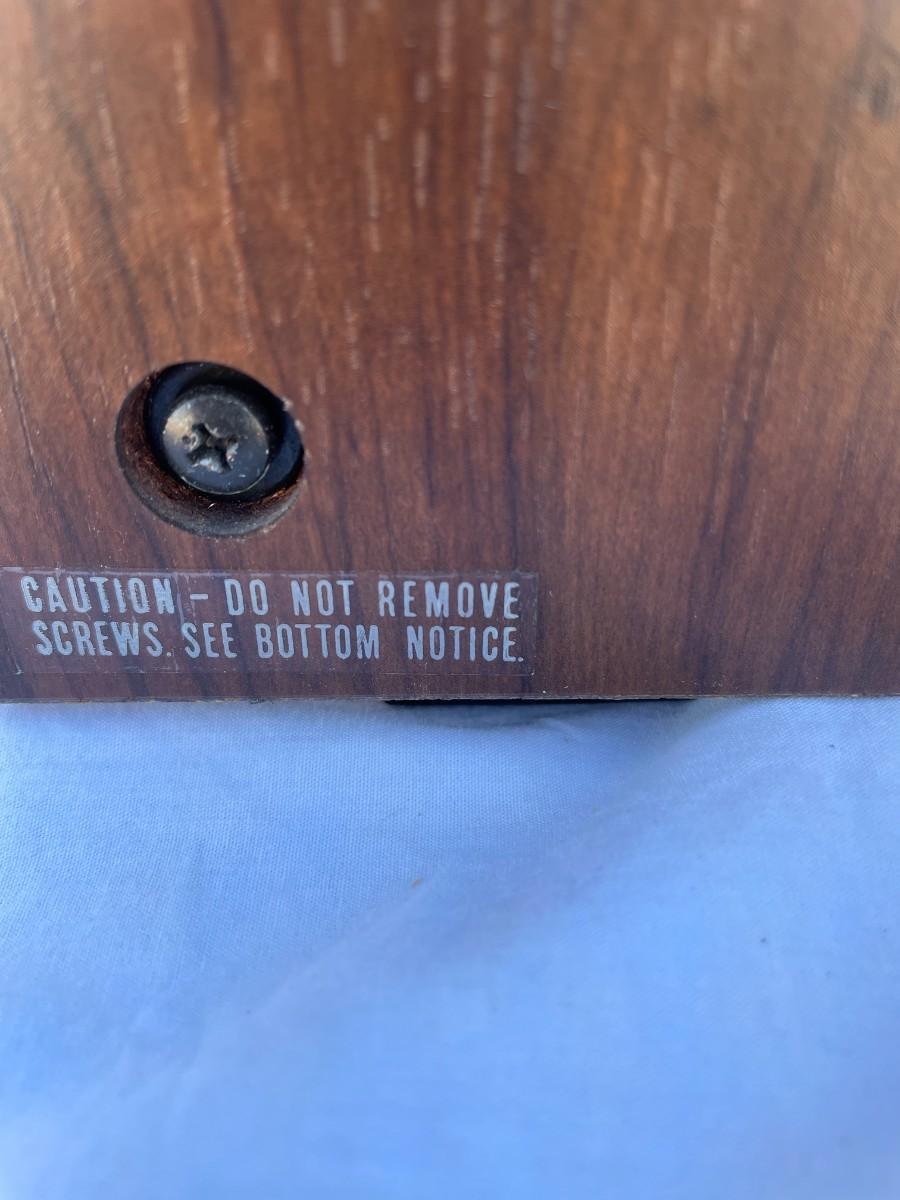 CAUTION - DO NOT REMOVE
SCREWS. SEE BOTTOM NOTICE.